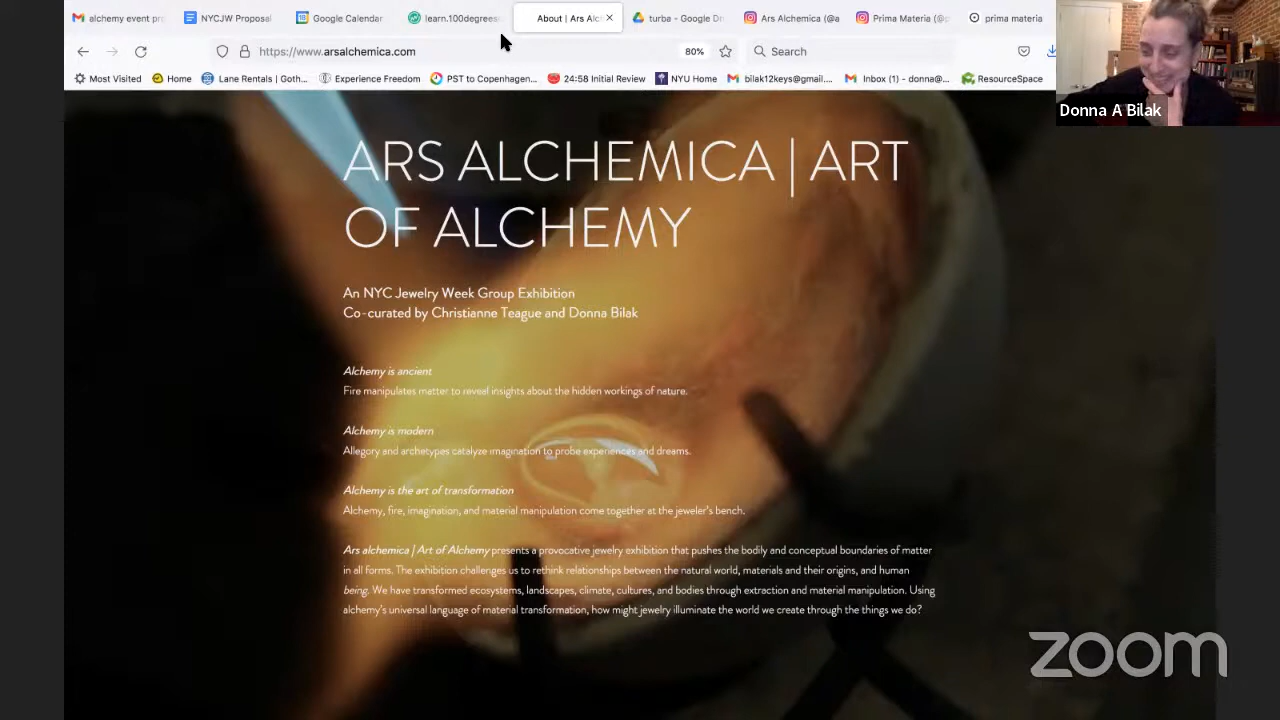 alchemy event pr
NYCJW Proposal
Google Calendar
learn.100degrees
About | Ars Alc
turba - Google Dr
Ars Alchemica (@a
Prima Materia (@p
prima materia
https://www.arsalchemica.com
80%
Search
Most Visited
Home
Lane Rentals | Goth...
Experience Freedom
PST to Copenhagen...
24:58 Initial Review
NYU Home
bilak12keys@gmail....
Inbox (1) - donna@...
ResourceSpace
Donna A Bilak
ARS ALCHEMICA | ART
OF ALCHEMY
An NYC Jewelry Week Group Exhibition
Co-curated by Christianne Teague and Donna Bilak
Alchemy is ancient
Fire manipulates matter to reveal insights about the hidden workings of nature.
Alchemy is modern
Allegory and archetypes catalyze imagination to probe experiences and dreams.
Alchemy is the art of transformation
Alchemy, fire, imagination, and material manipulation come together at the jeweler's bench.
Ars alchemica | Art of Alchemy presents a provocative jewelry exhibition that pushes the bodily and conceptual boundaries of matter
in all forms. The exhibition challenges us to rethink relationships between the natural world, materials and their origins, and human
being. We have transformed ecosystems, landscapes, climate, cultures, and bodies through extraction and material manipulation. Using
alchemy's universal language of material transformation, how might jewelry illuminate the world we create through the things we do?
zoom